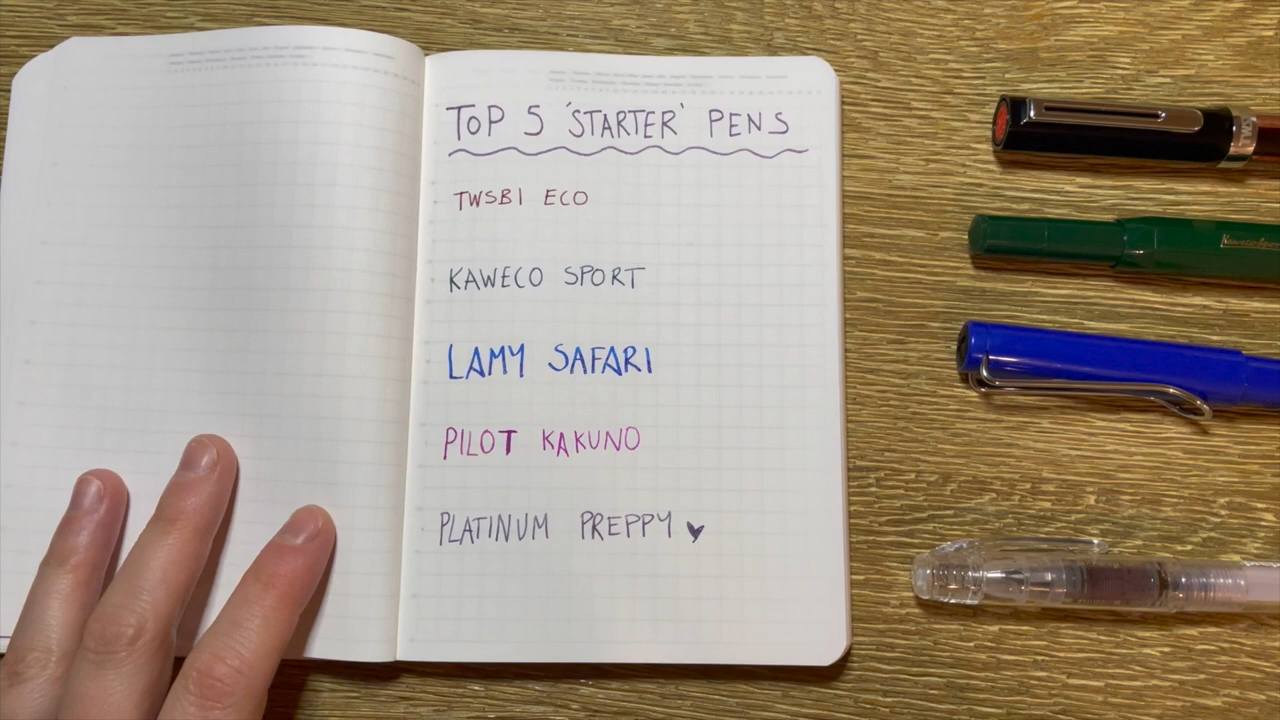 TOP 5 'STARTER' PENS
TWSBI ECO
KAWECO SPORT
LAMY SAFARI
PILOT KAKUNO
PLATINUM PREPPY